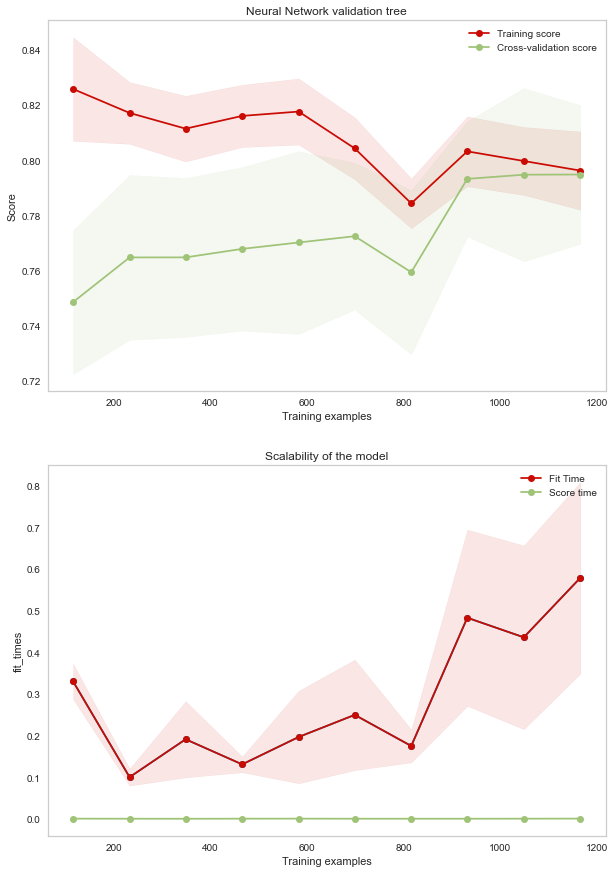 Neural Network validation tree
Training score
Cross-validation score
0.84
0.82
0.80
0.78
0.76
0.74
0.72
Score
200 400 600 800 1000 1200
Training examples
Scalability of the model
Fit Time
Score time
0.8
0.7
0.6
0.5
0.4
0.3
0.2
0.1
0.0
fit_times
200 400 600 800 1000 1200
Training examples